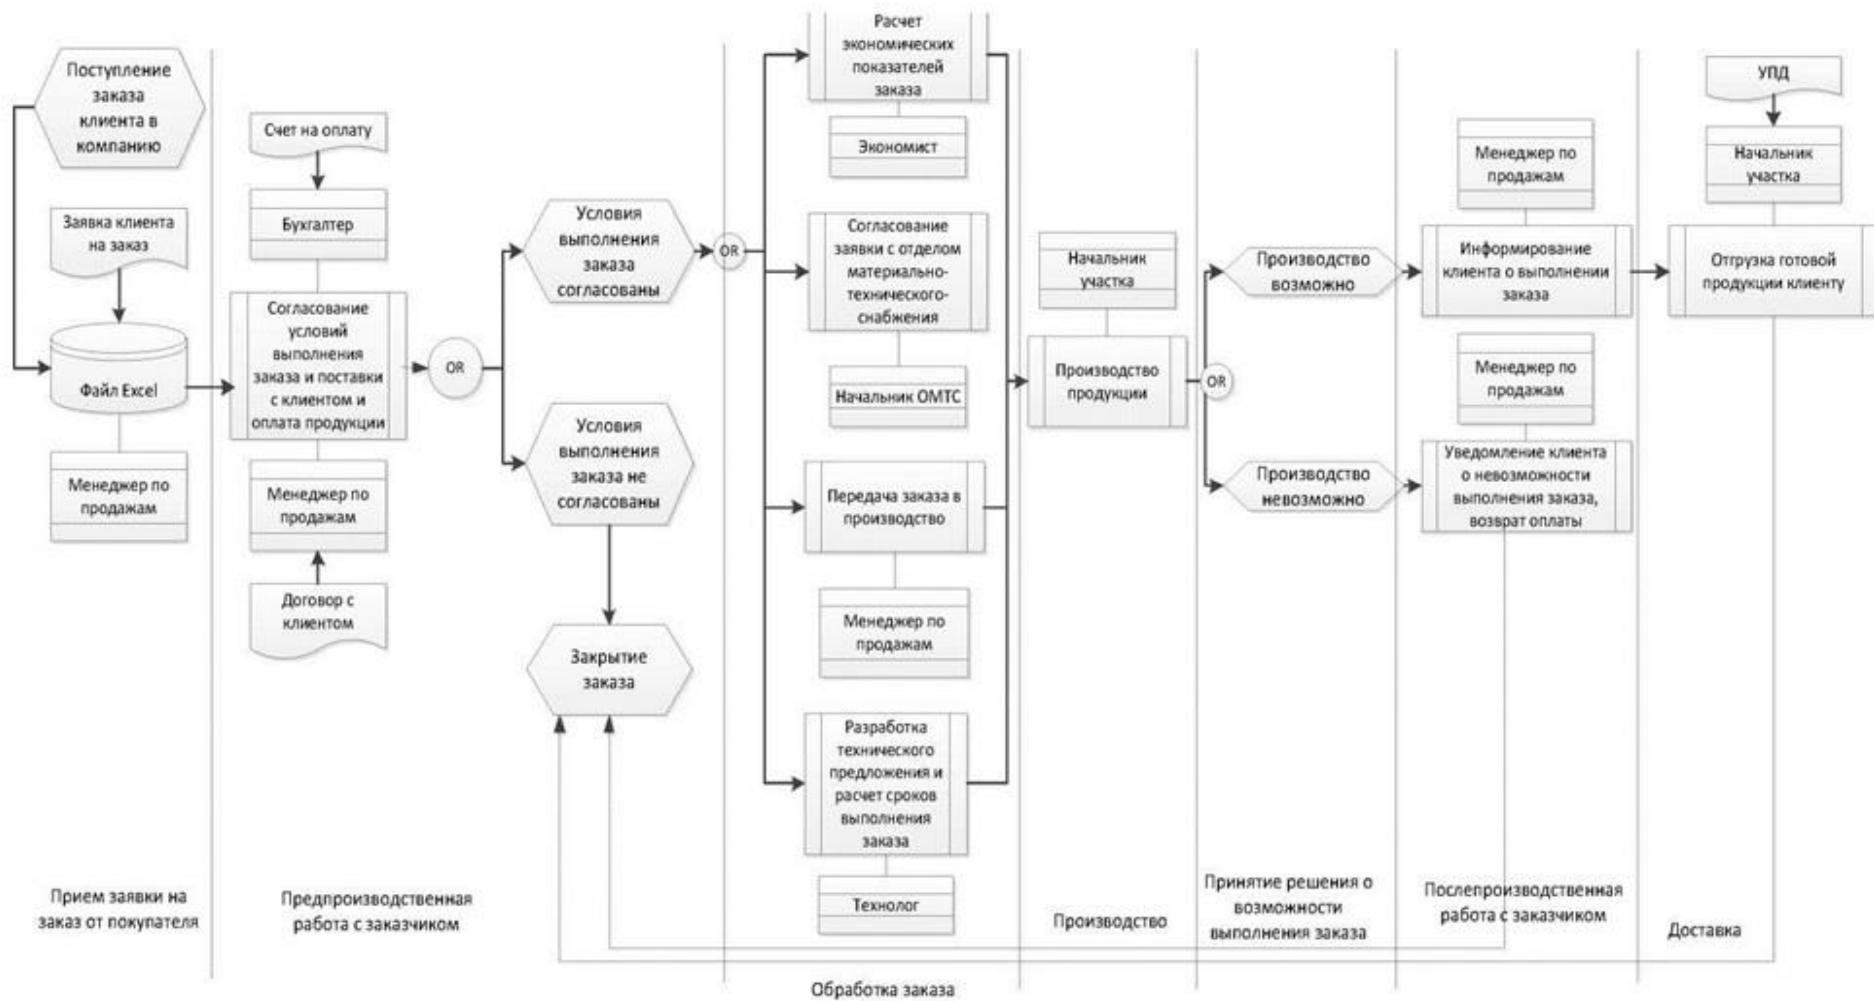 Поступление
заказа
клиента в
компанию
Заявка клиента
на заказ
Файл Excel
Менеджер по
продажам
Прием заявки на
заказ от покупателя
Счет на оплату
Бухгалтер
Согласование
условий
выполнения
заказа и поставки
с клиентом и
оплата продукции
Менеджер по
продажам
Договор с
клиентом
OR
Условия
выполнения
заказа
согласованы
Условия
выполнения
заказа не
согласованы
Закрытие
заказа
Предпроизводственная
работа с заказчиком
OR
Расчет
экономических
показателей
заказа
Экономист
Согласование
заявки с отделом
материально-
технического-
снабжения
Начальник ОМТС
Передача заказа в
производство
Менеджер по
продажам
Разработка
технического
предложения и
расчет сроков
выполнения
заказа
Технолог
Обработка заказа
Начальник
участка
Производство
продукции
Производство
OR
Производство
возможно
Производство
невозможно
Принятие решения о
возможности
выполнения заказа
Менеджер по
продажам
Информирование
клиента о выполнении
заказа
Менеджер по
продажам
Уведомление клиента
о невозможности
выполнения заказа,
возврат оплаты
Послепроизводственная
работа с заказчиком
УПД
Начальник
участка
Отгрузка готовой
продукции клиенту
Доставка